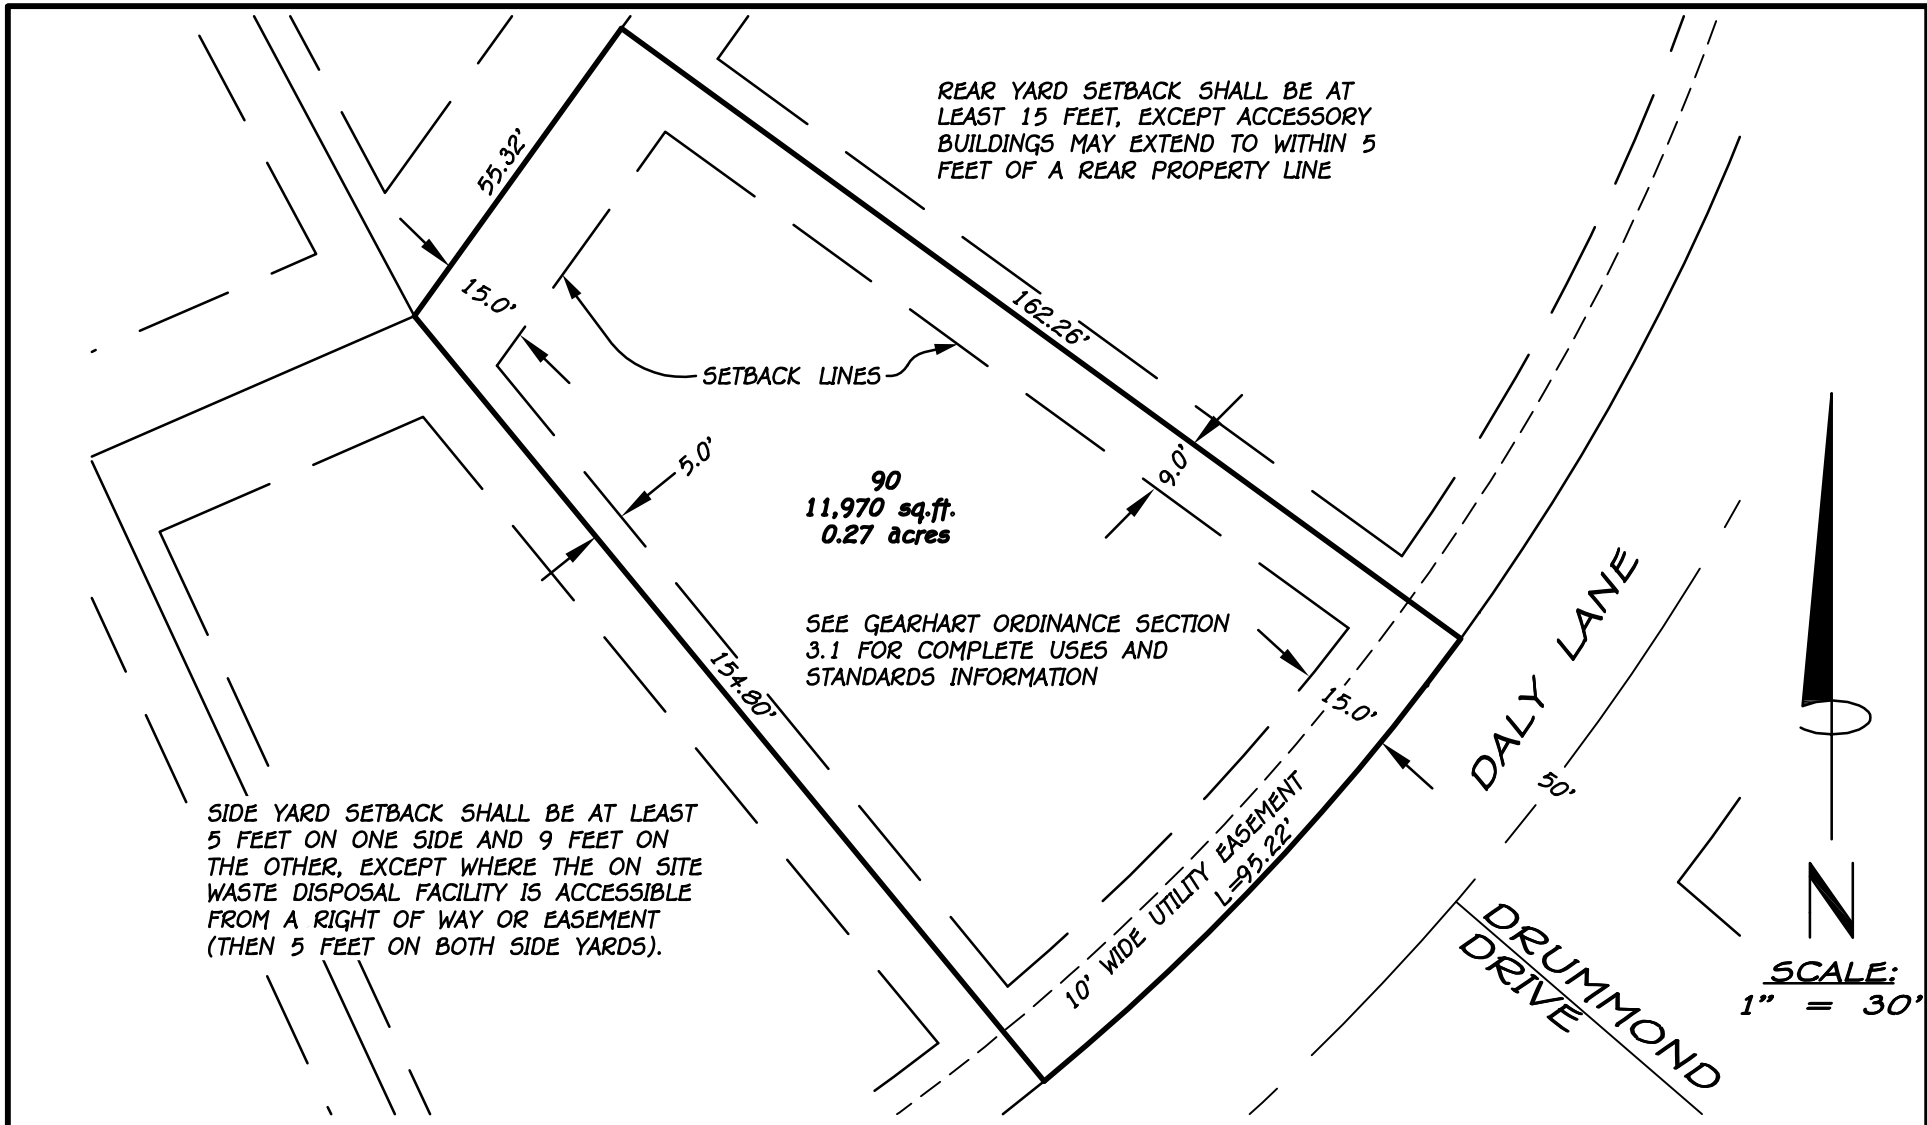 REAR YARD SETBACK SHALL BE AT
LEAST 15 FEET, EXCEPT ACCESSORY
BUILDINGS MAY EXTEND TO WITHIN 5
FEET OF A REAR PROPERTY LINE
55.32'
15.0'
162.26'
SETBACK LINES
5.0'
9.0'
90
11,970 sq.ft.
0.27 acres
SEE GEARHART ORDINANCE SECTION
3.1 FOR COMPLETE USES AND
STANDARDS INFORMATION
154.80'
15.0'
DALY LANE
50'
10' WIDE UTILITY EASEMENT
L=95.22'
SIDE YARD SETBACK SHALL BE AT LEAST
5 FEET ON ONE SIDE AND 9 FEET ON
THE OTHER, EXCEPT WHERE THE ON SITE
WASTE DISPOSAL FACILITY IS ACCESSIBLE
FROM A RIGHT OF WAY OR EASEMENT
(THEN 5 FEET ON BOTH SIDE YARDS).
DRUMMOND
DRIVE
N
SCALE:
1" = 30'